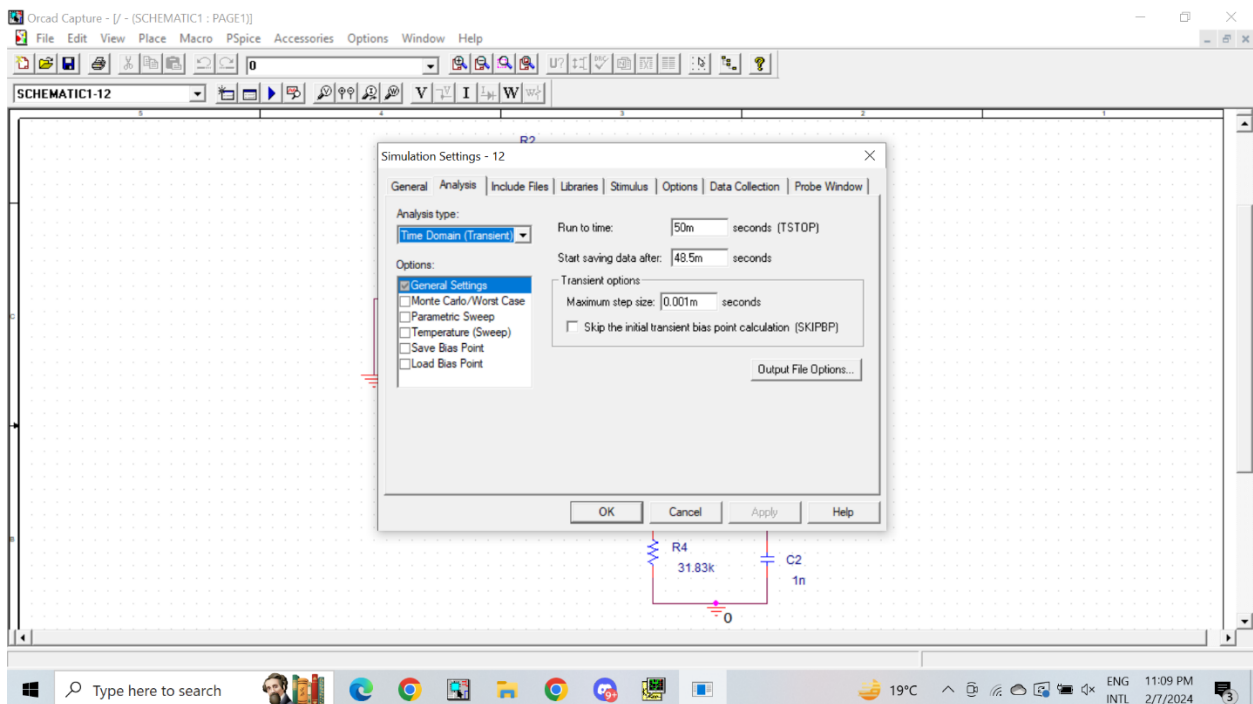 Orcad Capture - [/ - (SCHEMATIC1 : PAGE1)]
File Edit View Place Macro PSpice Accessories Options Window Help
0
U?
SCHEMATIC1-12
V I W
5 4 3 2 1
R2
Simulation Settings - 12
General Analysis Include Files Libraries Stimulus Options Data Collection Probe Window
Analysis type:
Time Domain (Transient)
Run to time: 50m seconds (TSTOP)
Start saving data after: 48.5m seconds
Options:
General Settings
Monte Carlo/Worst Case
Parametric Sweep
Temperature (Sweep)
Save Bias Point
Load Bias Point
Transient options
Maximum step size: 0.001m seconds
Skip the initial transient bias point calculation (SKIPBP)
Output File Options...
OK Cancel Apply Help
C
B
R4
31.83k
C2
1n
0
Type here to search
19°C
ENG
INTL
11:09 PM
2/7/2024
3